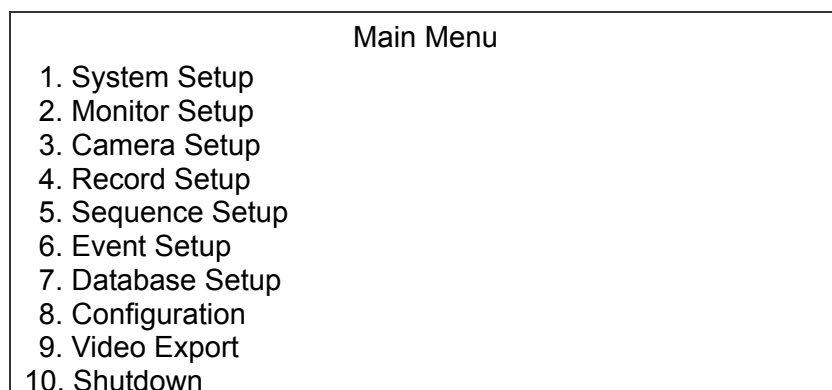 Main Menu
1. System Setup
2. Monitor Setup
3. Camera Setup
4. Record Setup
5. Sequence Setup
6. Event Setup
7. Database Setup
8. Configuration
9. Video Export
10. Shutdown